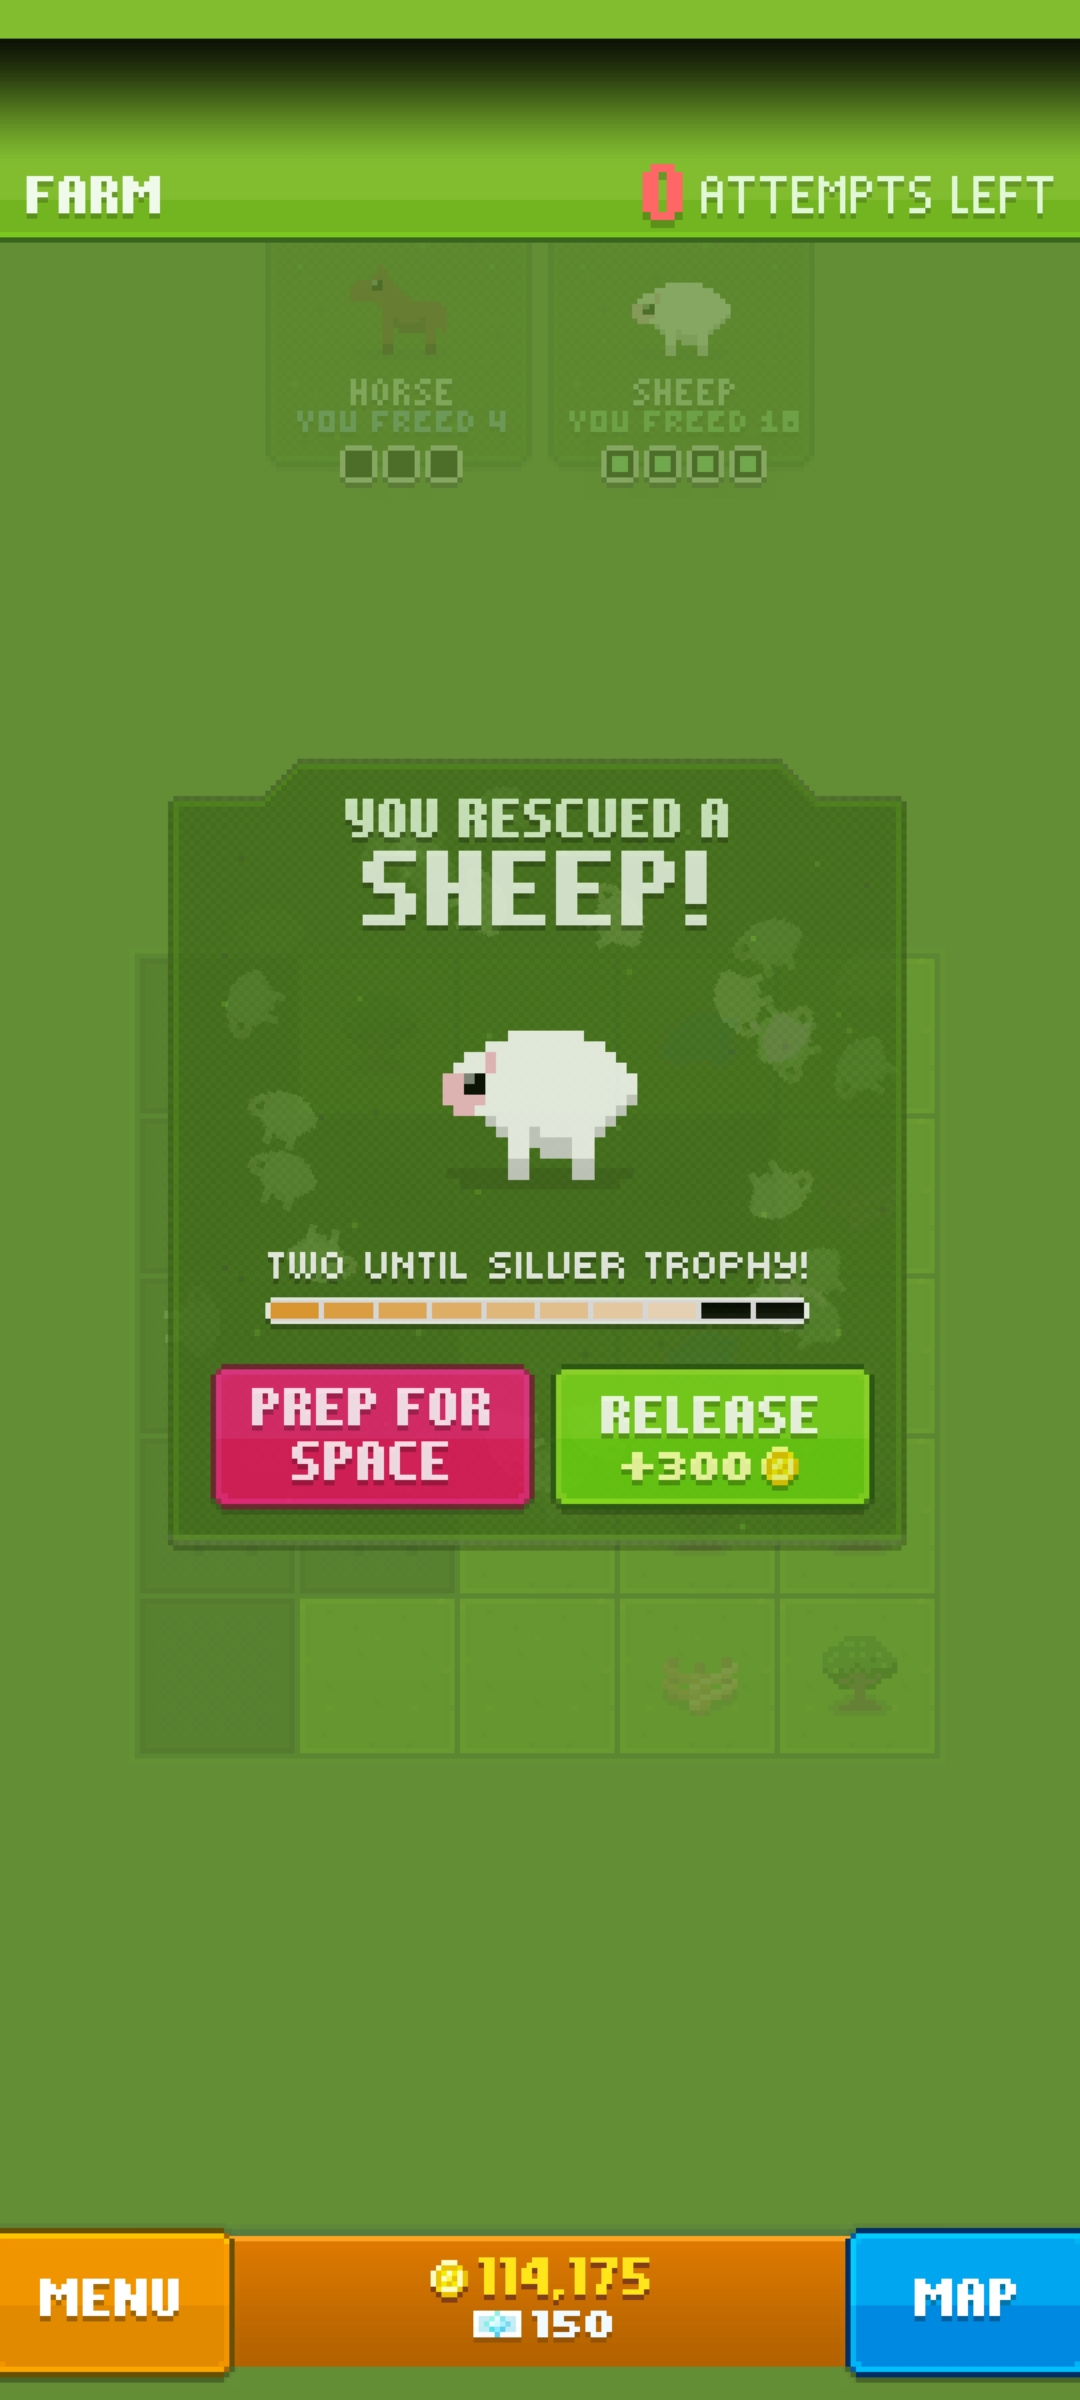 FARM
0 ATTEMPTS LEFT
HORSE
YOU FREED 4
SHEEP
YOU FREED 18
YOU RESCUED A
SHEEP!
TWO UNTIL SILVER TROPHY!
PREP FOR
SPACE
RELEASE
+300
MENU
114,175
150
MAP